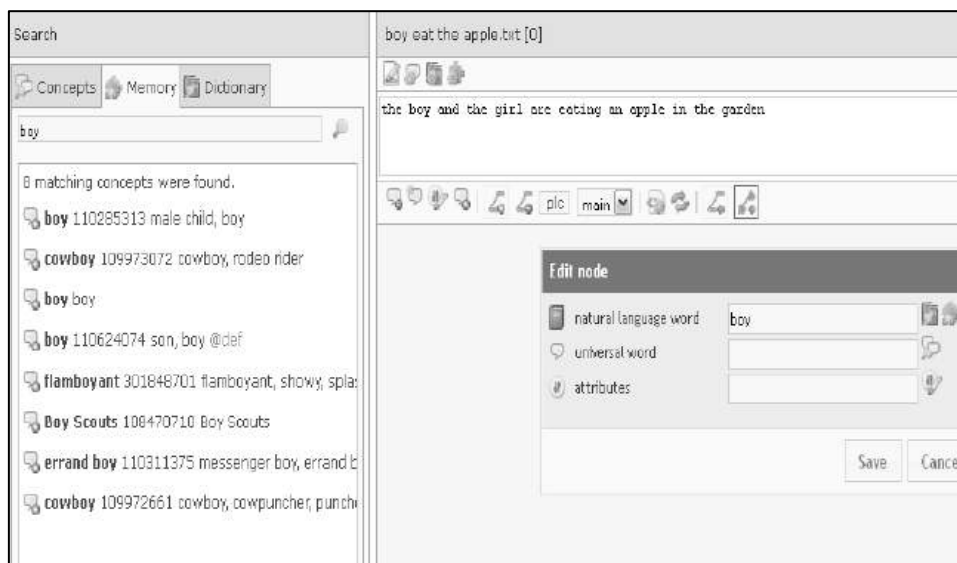 Search
Concepts Memory Dictionary
boy
8 matching concepts were found.
boy 110285313 male child, boy
cowboy 109973072 cowboy, rodeo rider
boy boy
boy 110624074 son, boy @def
flamboyant 301848701 flamboyant, showy, spla
Boy Scouts 108470710 Boy Scouts
errand boy 110311375 messenger boy, errand b
cowboy 109972661 cowboy, cowpuncher, punche
boy eat the apple.txt [0]
the boy and the girl are eating an apple in the garden
plc main
Edit node
natural language word boy
universal word
attributes
Save Cance